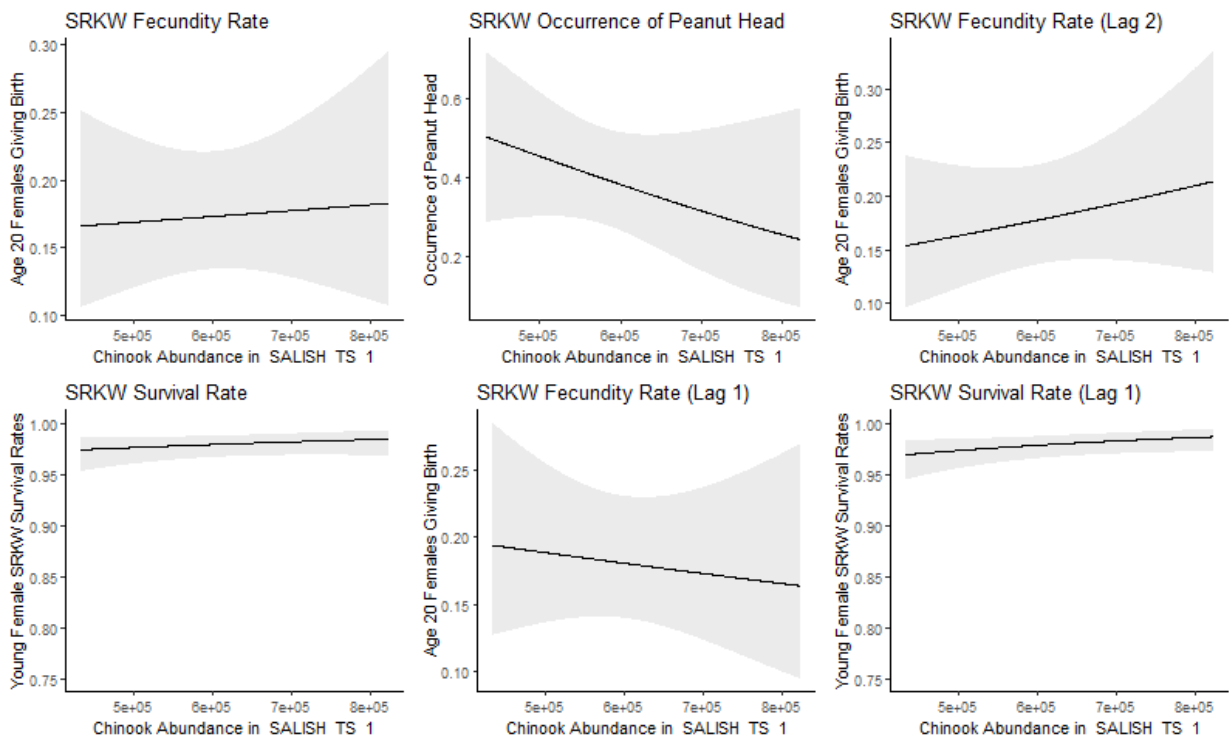 SRKW Fecundity Rate
Age 20 Females Giving Birth
0.30
0.25
0.20
0.15
0.10
5e+05 6e+05 7e+05 8e+05
Chinook Abundance in SALISH TS 1
SRKW Occurrence of Peanut Head
Occurrence of Peanut Head
0.6
0.4
0.2
5e+05 6e+05 7e+05 8e+05
Chinook Abundance in SALISH TS 1
SRKW Fecundity Rate (Lag 2)
Age 20 Females Giving Birth
0.30
0.25
0.20
0.15
0.10
5e+05 6e+05 7e+05 8e+05
Chinook Abundance in SALISH TS 1
SRKW Survival Rate
Young Female SRKW Survival Rates
1.00
0.95
0.90
0.85
0.80
0.75
5e+05 6e+05 7e+05 8e+05
Chinook Abundance in SALISH TS 1
SRKW Fecundity Rate (Lag 1)
Age 20 Females Giving Birth
0.25
0.20
0.15
0.10
5e+05 6e+05 7e+05 8e+05
Chinook Abundance in SALISH TS 1
SRKW Survival Rate (Lag 1)
Young Female SRKW Survival Rates
1.00
0.95
0.90
0.85
0.80
0.75
5e+05 6e+05 7e+05 8e+05
Chinook Abundance in SALISH TS 1